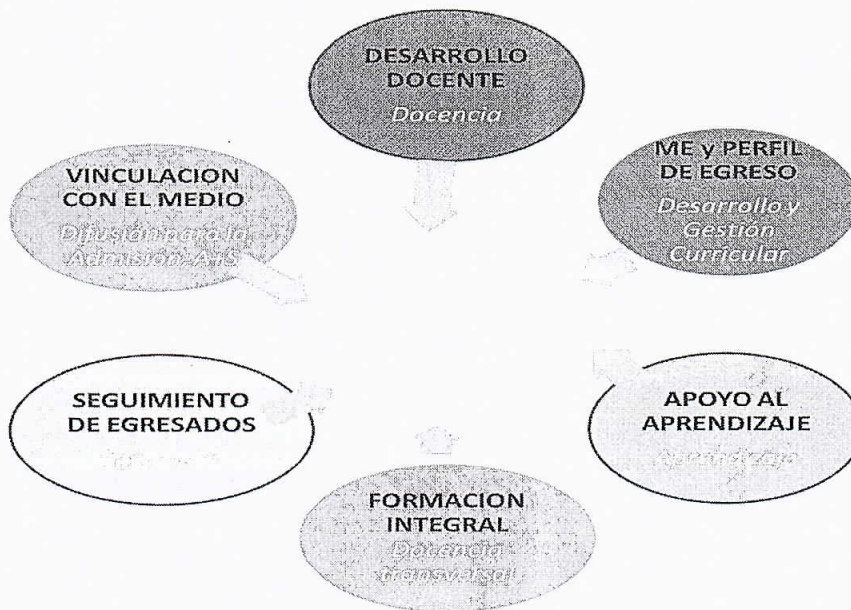 DESARROLLO
DOCENTE
Docencia
ME y PERFIL
DE EGRESO
Desarrollo y
Gestión
Curricular
VINCULACION
CON EL MEDIO
Difusión para la
Admisión-A+S
SEGUIMIENTO
DE EGRESADOS
APOYO AL
APRENDIZAJE
Aprendizaje
FORMACION
INTEGRAL
Docencia
transversal